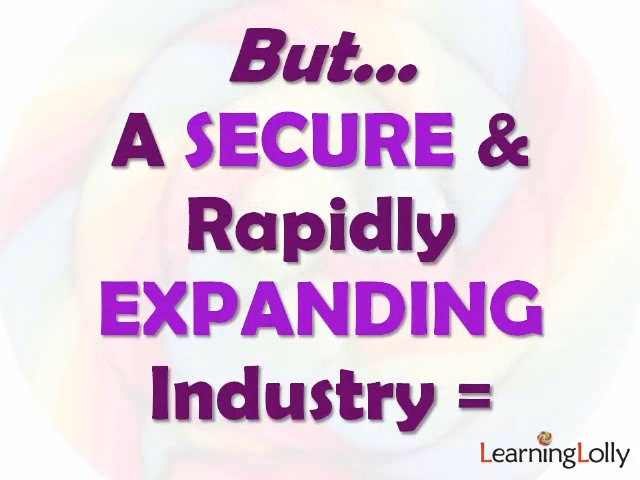 But...
A SECURE &
Rapidly
EXPANDING
Industry =
LearningLolly